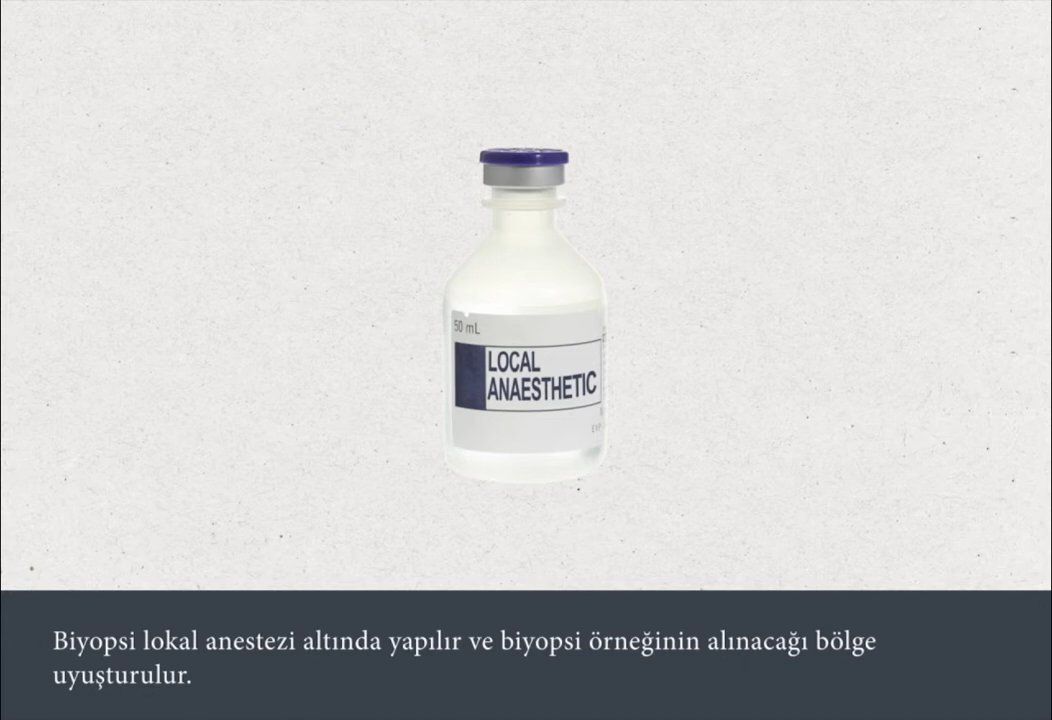 50 mL
LOCAL
ANAESTHETIC
Biyopsi lokal anestezi altında yapılır ve biyopsi örneğinin alınacağı bölge
uyuşturulur.